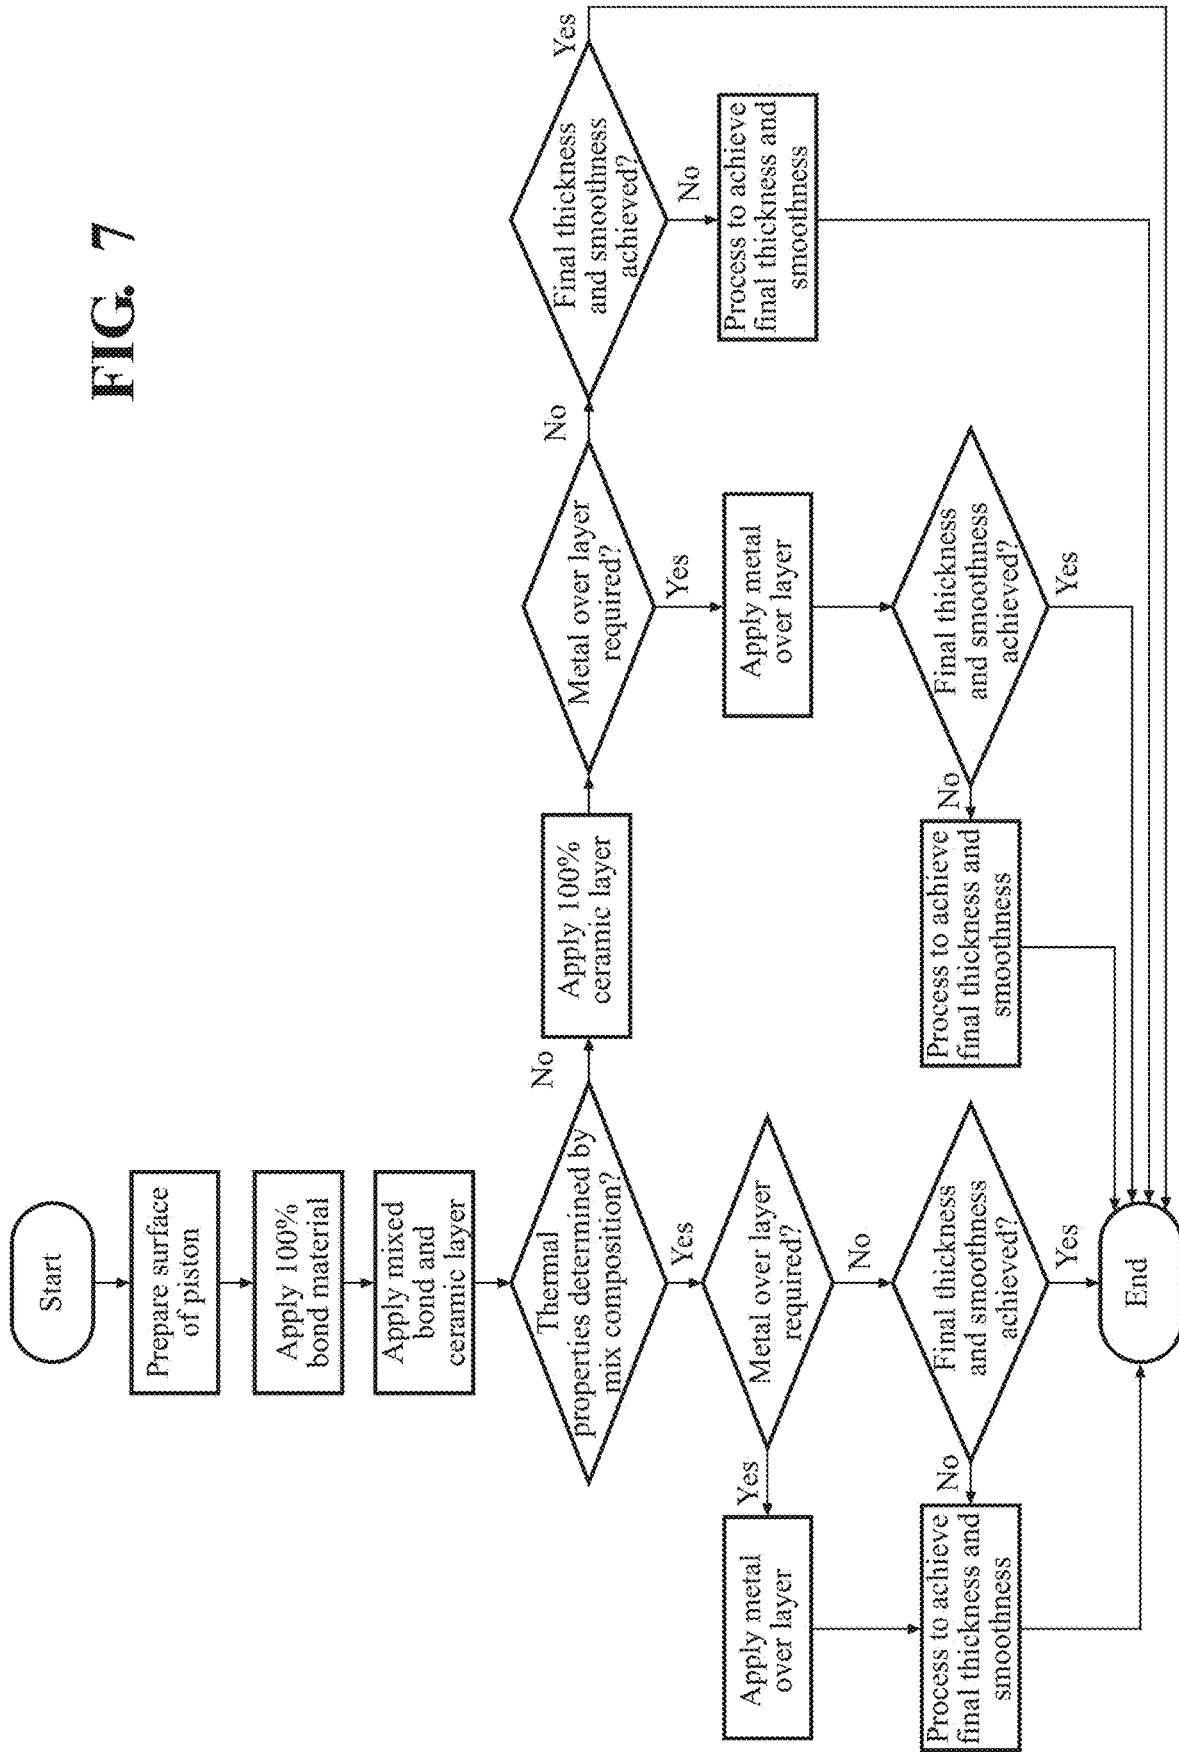 FIG. 7
Start
Prepare surface
of piston
Apply 100%
bond material
Apply mixed
bond and
ceramic layer
Thermal
properties determined by
mix composition?
No
Yes
Apply 100%
ceramic layer
Metal over layer
required?
No
Yes
Final thickness
and smoothness
achieved?
Yes
No
Process to achieve
final thickness and
smoothness
Apply metal
over layer
Final thickness
and smoothness
achieved?
No
Yes
Process to achieve
final thickness and
smoothness
Metal over layer
required?
Yes
No
Apply metal
over layer
Final thickness
and smoothness
achieved?
No
Yes
Process to achieve
final thickness and
smoothness
End